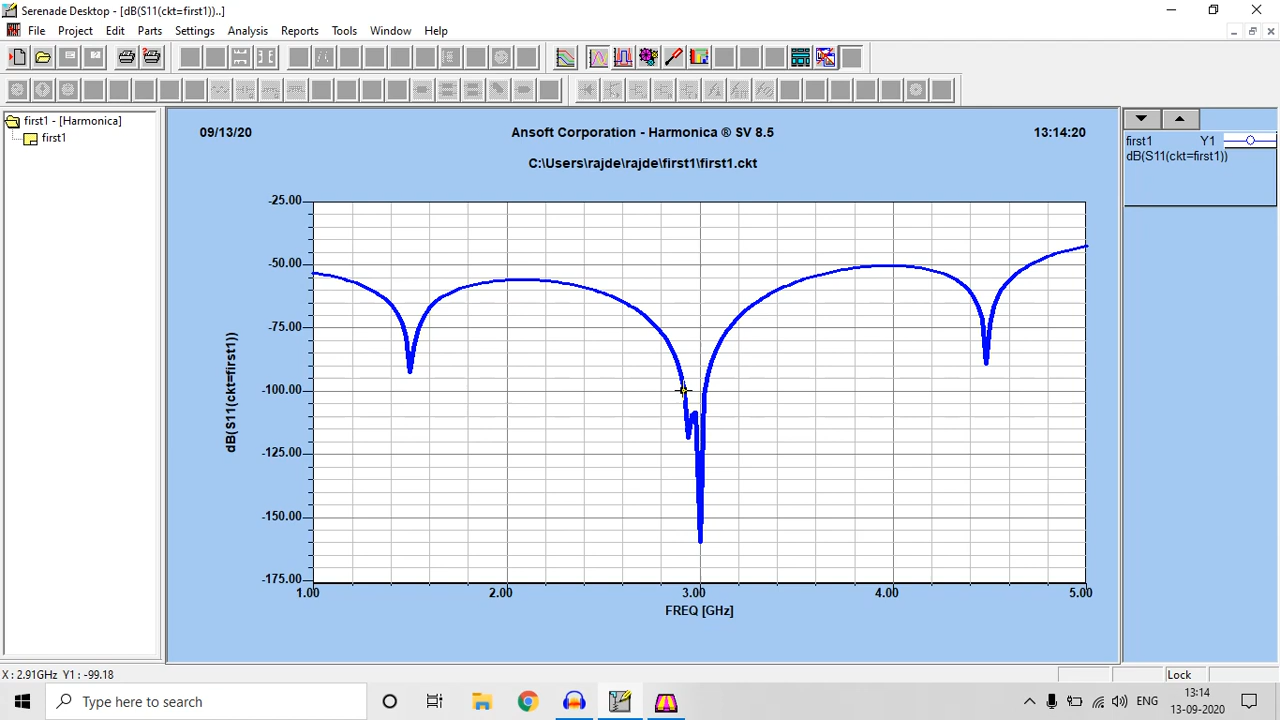 Serenade Desktop - [dB(S11(ckt=first1))..]
File Project Edit Parts Settings Analysis Reports Tools Window Help
first1 - [Harmonica]
first1
09/13/20 Ansoft Corporation - Harmonica ® SV 8.5 13:14:20
C:\Users\rajde\rajde\first1\first1.ckt
first1 Y1
dB(S11(ckt=first1))
-25.00
-50.00
-75.00
-100.00
-125.00
-150.00
-175.00
dB(S11(ckt=first1))
1.00 2.00 3.00 4.00 5.00
FREQ [GHz]
X : 2.91GHz Y1 : -99.18
Lock
Type here to search
ENG
13:14
13-09-2020